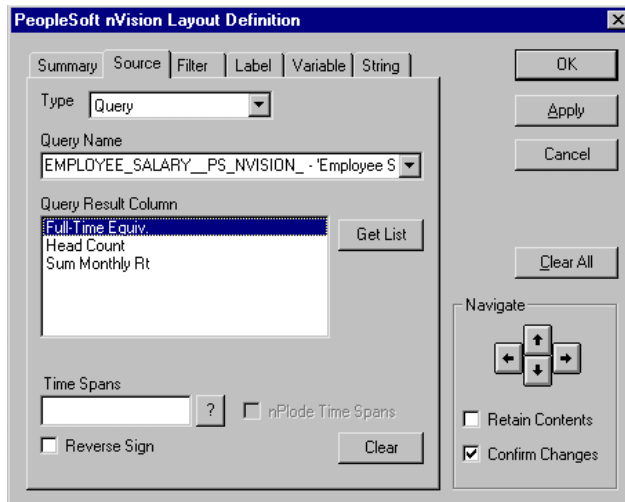 PeopleSoft nVision Layout Definition
Summary Source Filter Label Variable String
Type Query
Query Name
EMPLOYEE_SALARY__PS_NVISION_ - 'Employee S
Query Result Column
Full-Time Equiv.
Head Count
Sum Monthly Rt
Get List
Time Spans
? nPlode Time Spans
Reverse Sign
Clear
OK
Apply
Cancel
Clear All
Navigate
Retain Contents
Confirm Changes